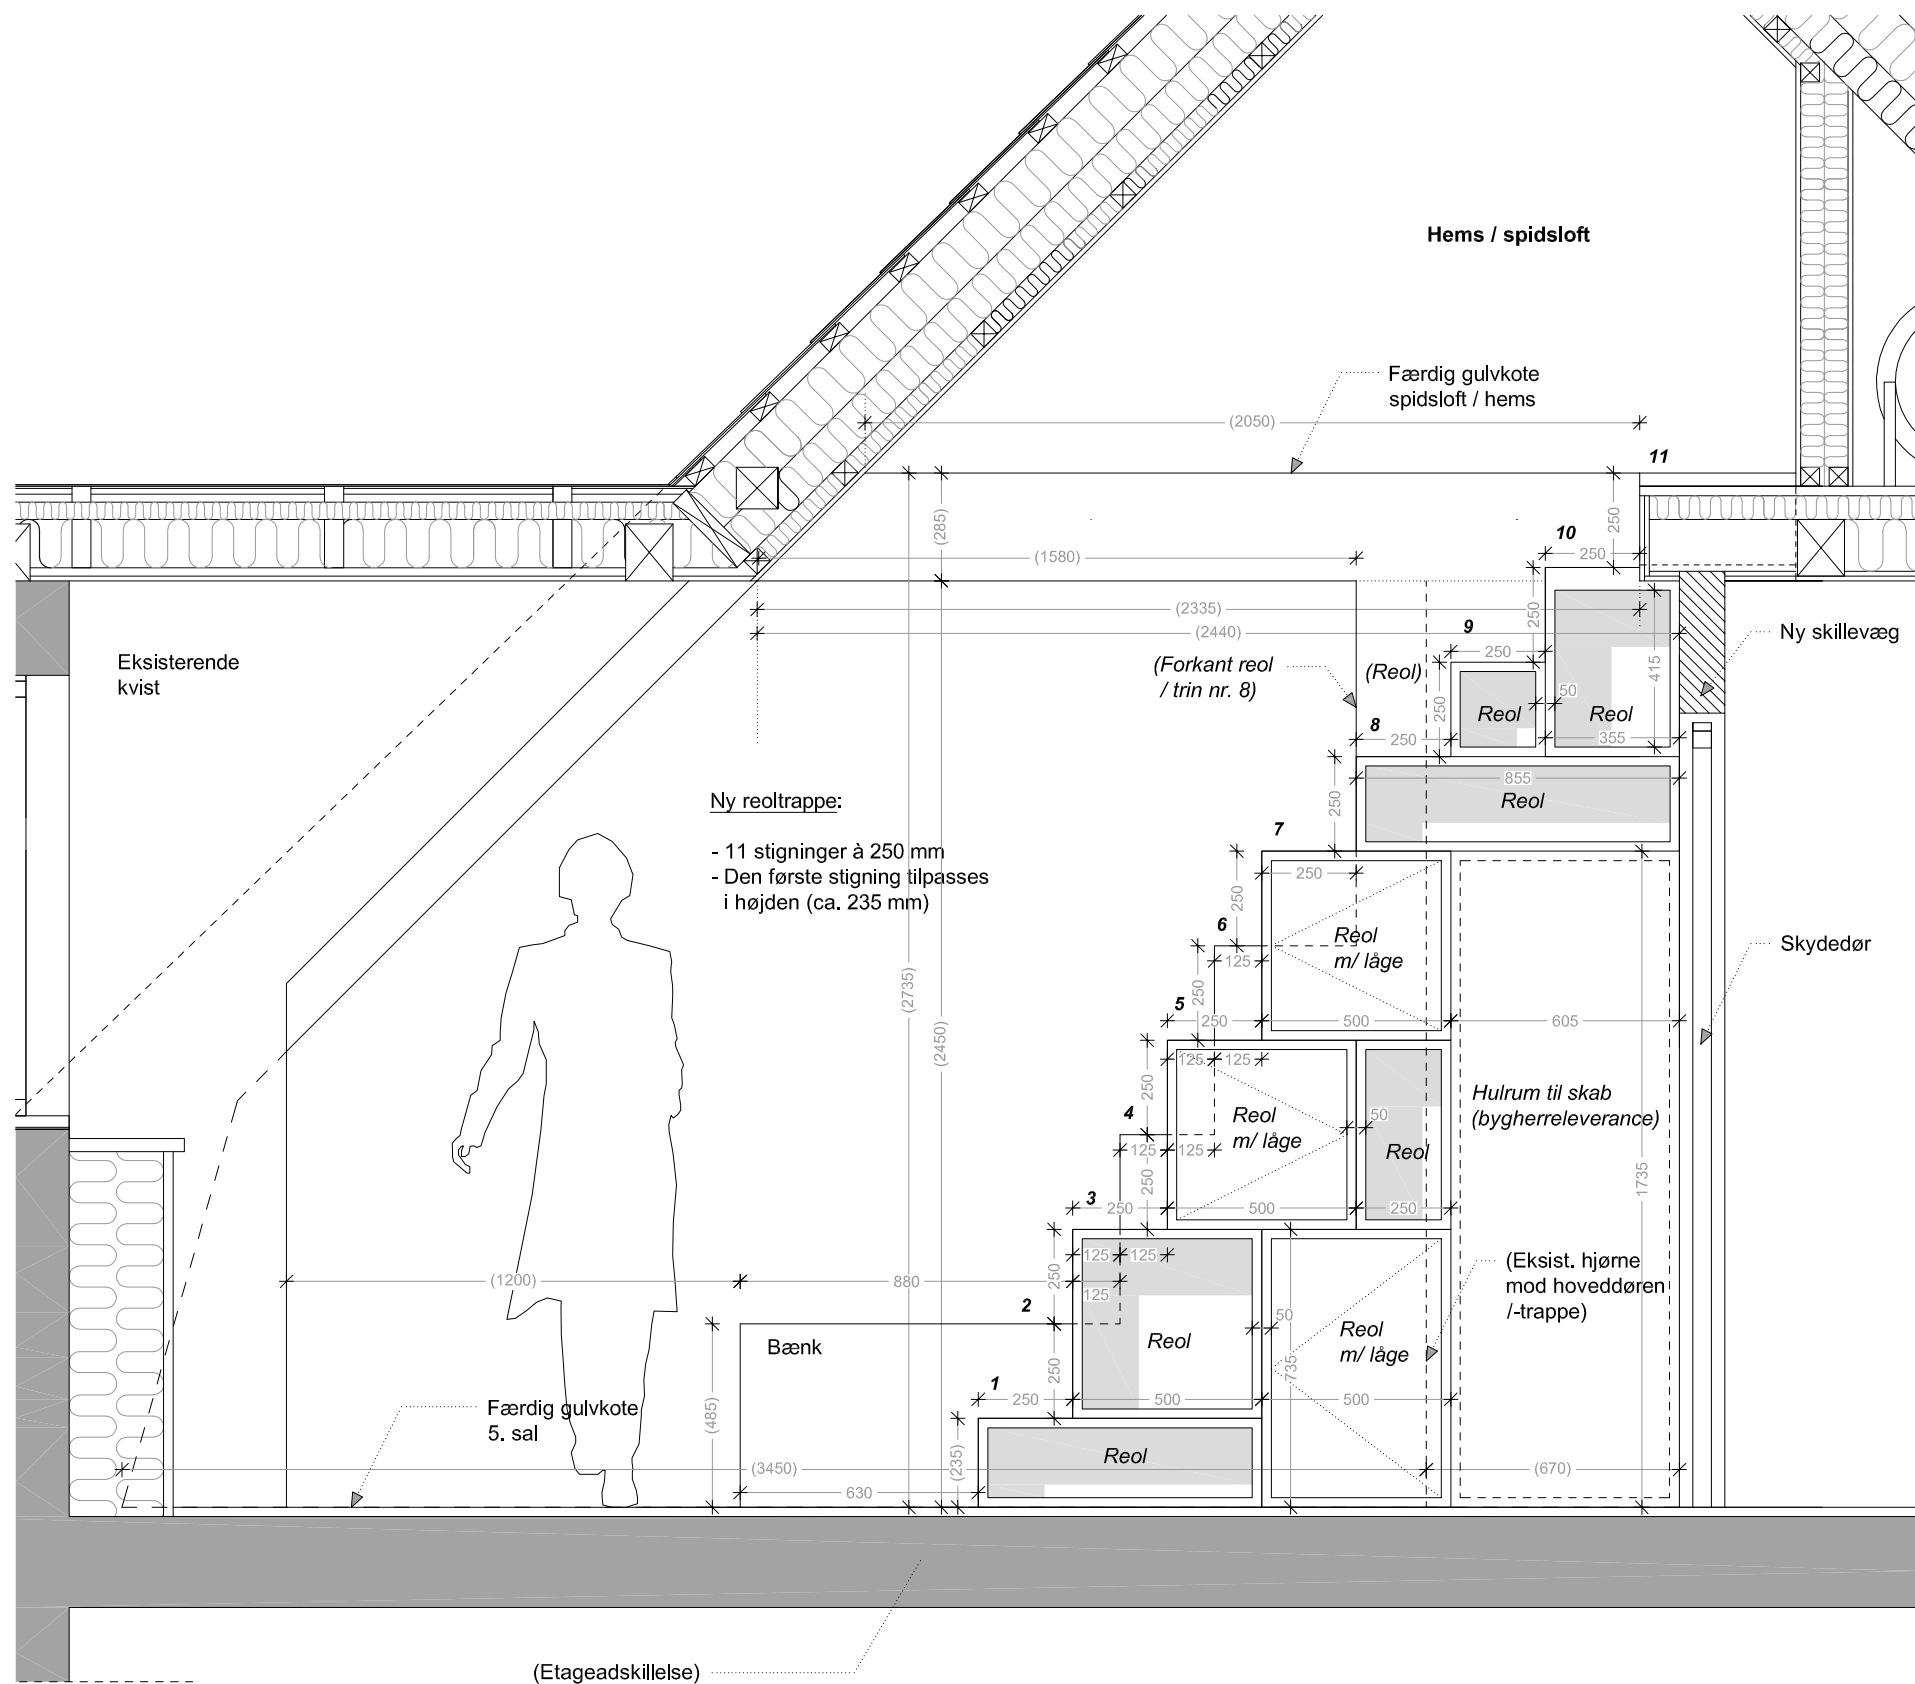 Hems / spidsloft
Færdig gulvkote
spidsloft / hems
(2050)
11
(285)
250
10
250
(1580)
(2335)
250
(2440)
9
250
Ny skillevæg
Eksisterende
kvist
(Forkant reol
/ trin nr. 8)
(Reol)
415
50
Reol
Reol
250
8
250
355
855
Reol
250
Ny reoltrappe:
- 11 stigninger à 250 mm
- Den første stigning tilpasses
i højden (ca. 235 mm)
7
250
250
6
Reol
m/ låge
125
Skydedør
(2735)
250
5
250
500
605
(2450)
125
125
250
4
Reol
m/ låge
50
Reol
Hulrum til skab
(bygherreleverance)
125
125
1735
250
3
250
500
250
125
125
(1200)
880
250
125
(Eksist. hjørne
mod hoveddøren
/-trappe)
2
50
Bænk
Reol
Reol
m/ låge
250
735
1
250
500
500
Færdig gulvkote
5. sal
(485)
(235)
Reol
(3450)
(670)
630
(Etageadskillelse)